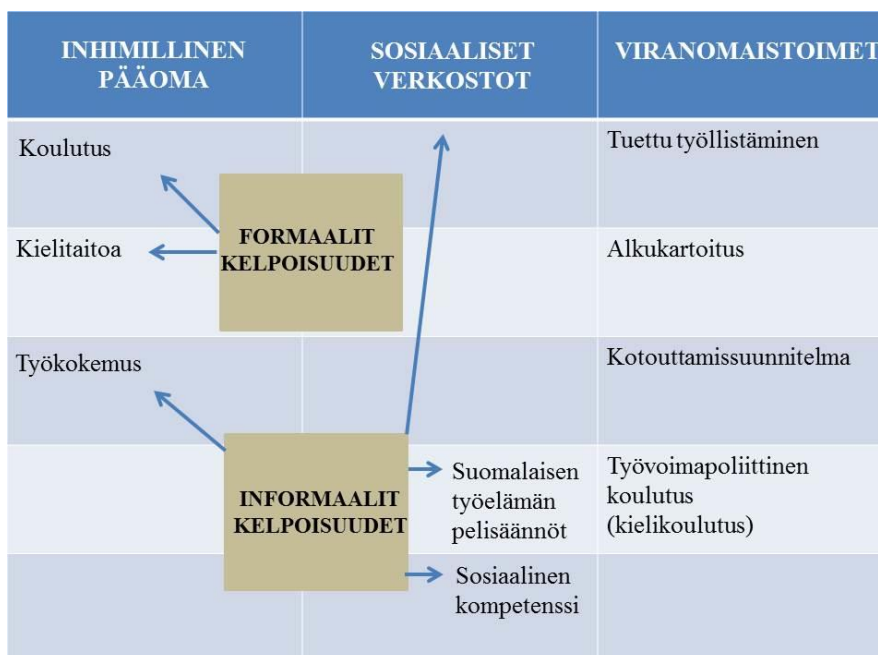 INHIMILLINEN
PÄÄOMA
SOSIAALISET
VERKOSTOT
VIRANOMAISTOIMET
Koulutus
Tuettu työllistäminen
FORMAALIT
KELPOISUUDET
Kielitaitoa
Alkukartoitus
Työkokemus
Kotouttamissuunnitelma
INFORMAALIT
KELPOISUUDET
Suomalaisen
työelämän
pelisäännöt
Työvoimapoliittinen
koulutus
(kielikoulutus)
Sosiaalinen
kompetenssi